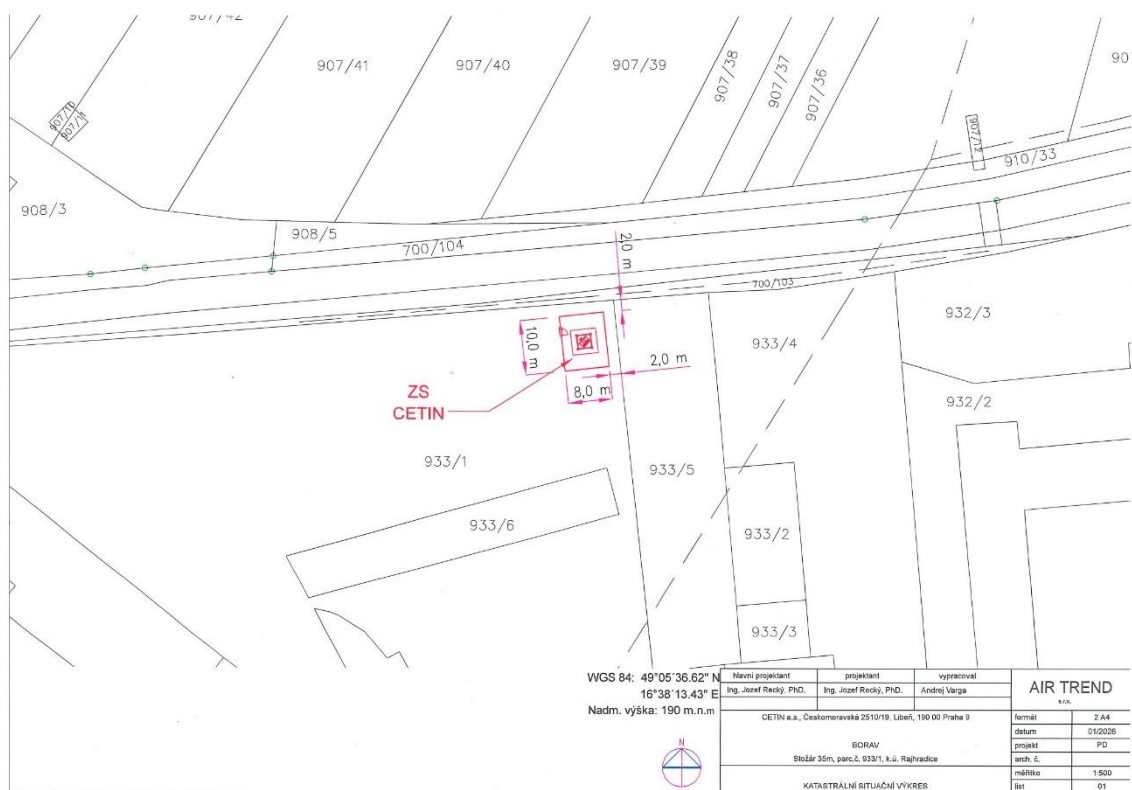 907/42
907/41
907/40
907/39
907/38
907/37
907/36
907/10
907/11
907/12
910/33
908/3
908/5
700/104
2,0 m
700/103
932/3
10,0 m
933/4
2,0 m
8,0 m
ZS
CETIN
932/2
933/1
933/5
933/6
933/2
933/3
WGS 84: 49°05´36.62" N
16°38´13.43" E
Nadm. výška: 190 m.n.m
N
hlavní projektant projektant vypracoval
Ing. Jozef Recký, PhD. Ing. Jozef Recký, PhD. Andrej Varga
AIR TREND
s.r.o.
CETIN a.s., Českomoravská 2510/19, Libeň, 190 00 Praha 9
BORAV
Stožár 35m, parc.č. 933/1, k.ú. Rajhradice
KATASTRÁLNÍ SITUAČNÍ VÝKRES
formát 2 A4
datum 01/2026
projekt PD
arch. č.
měřítko 1:500
list 01